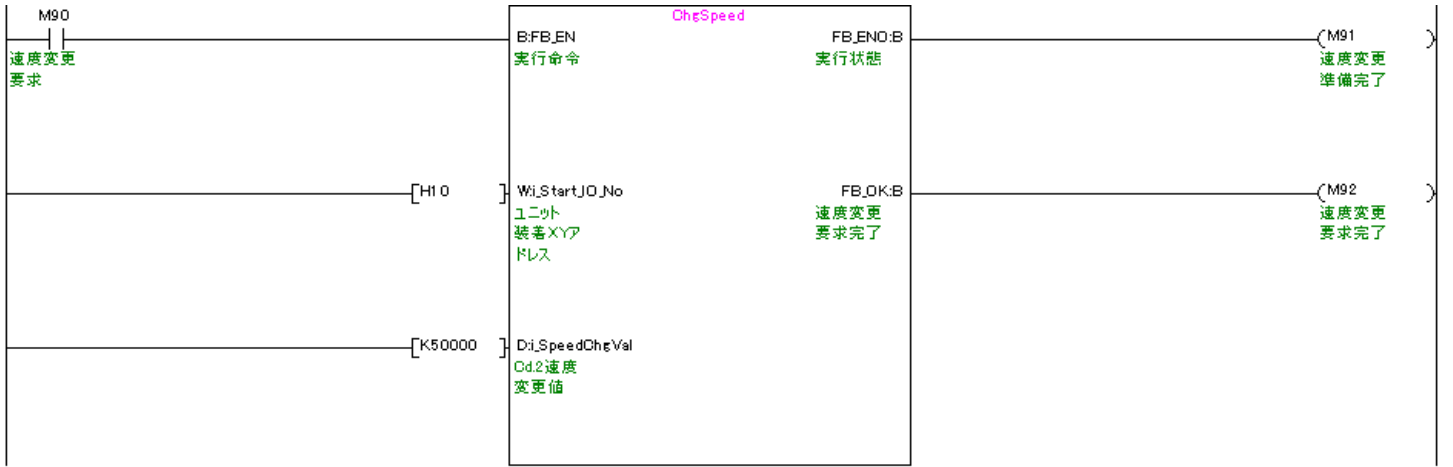 M90
速度変更
要求
ChgSpeed
B:FB_EN
実行命令
FB_ENO:B
実行状態
M91
速度変更
準備完了
H10
W:i_Start_IO_No
ユニット
装着XYア
ドレス
FB_OK:B
速度変更
要求完了
M92
速度変更
要求完了
K50000
D:i_SpeedChgVal
Cd.2速度
変更値